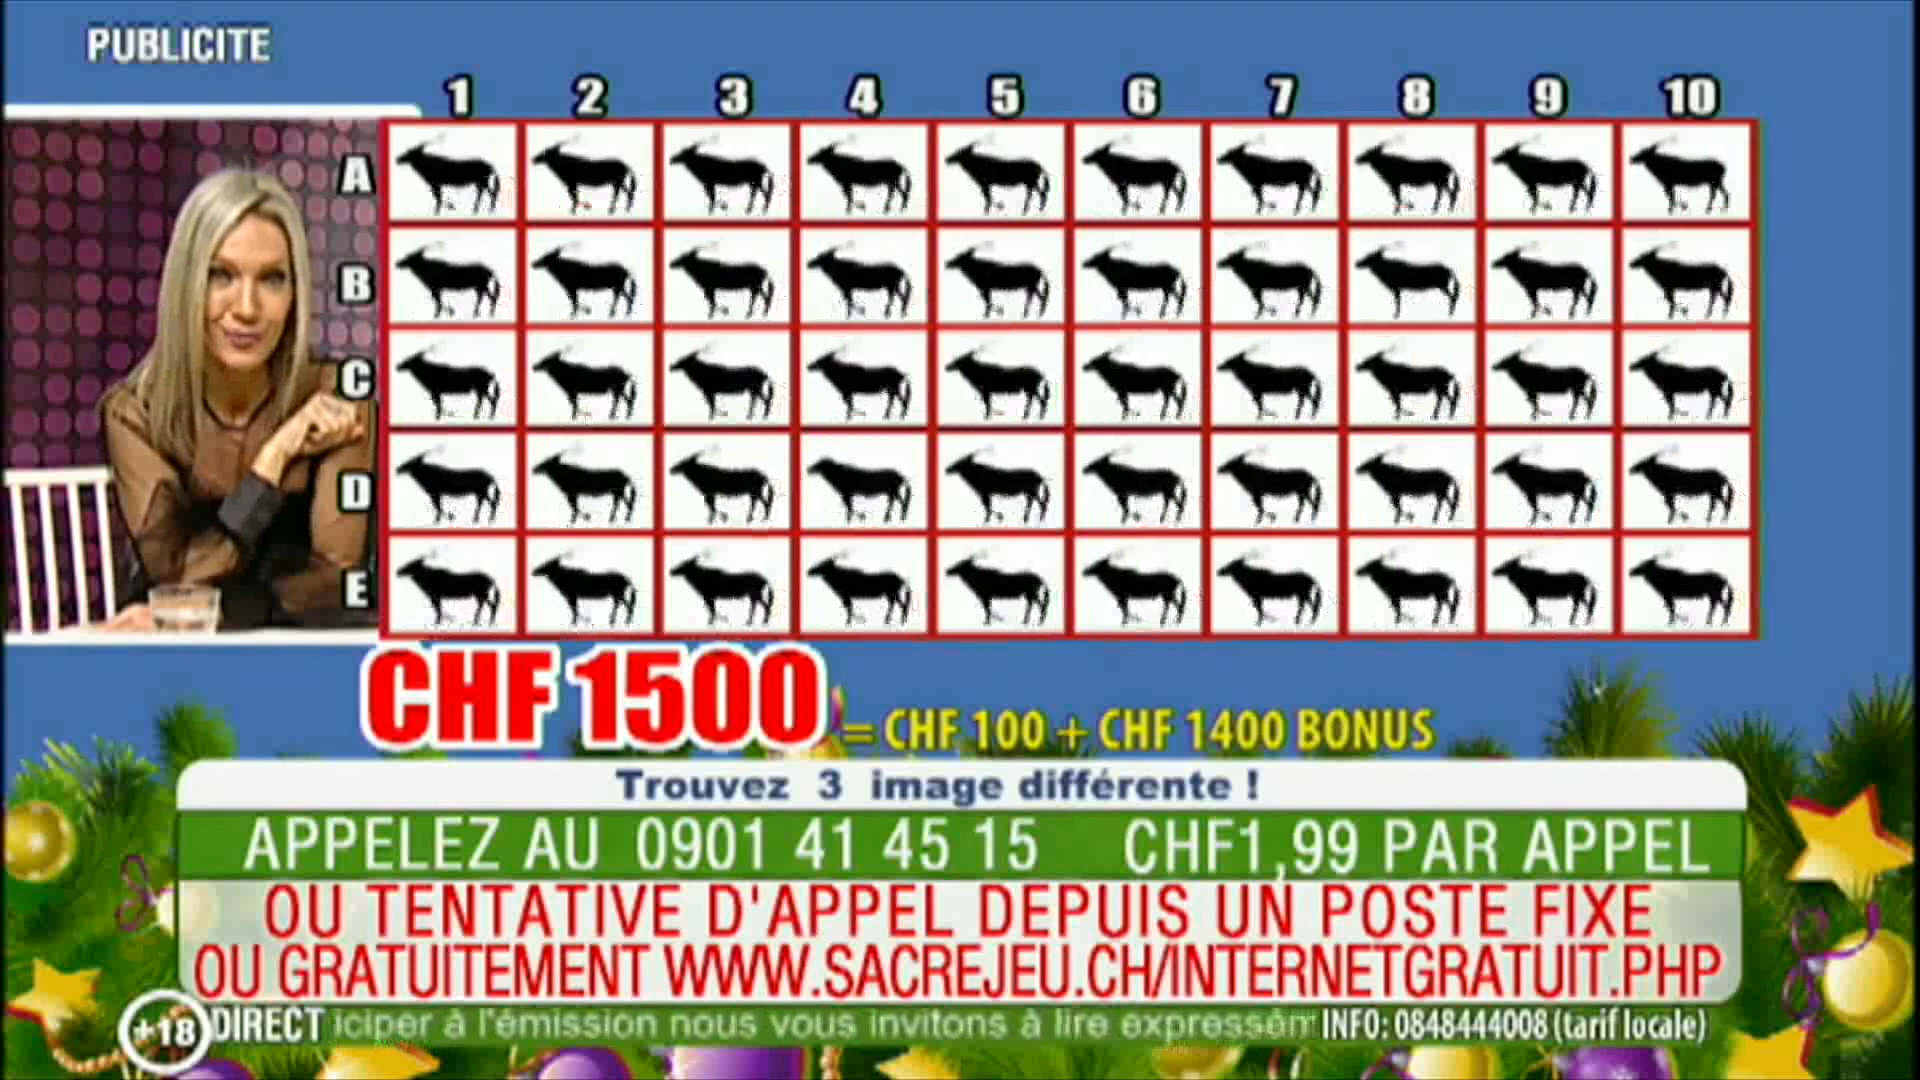 PUBLICITE
1 2 3 4 5 6 7 8 9 10
A
B
C
D
E
CHF 1500
= CHF 100 + CHF 1400 BONUS
Trouvez 3 image différente !
APPELEZ AU 0901 41 45 15 CHF1,99 PAR APPEL
OU TENTATIVE D'APPEL DEPUIS UN POSTE FIXE
OU GRATUITEMENT WWW.SACREJEU.CH/INTERNETGRATUIT.PHP
+18 DIRECT iciper à l'émission nous vous invitons à lire expressém INFO: 0848444008 (tarif locale)